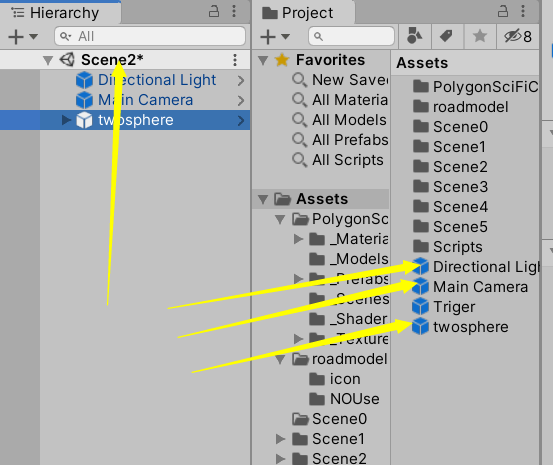 Hierarchy
All
Scene2*
Directional Light
Main Camera
twosphere
Project
8
Favorites
New Save
All Materia
All Models
All Prefabs
All Scripts
Assets
PolygonSc
_Materia
_Models
_Prefabs
_Scenes
_Shader
_Texture
roadmodel
icon
NOUse
Scene0
Scene1
Scene2
Assets
PolygonSciFiC
roadmodel
Scene0
Scene1
Scene2
Scene3
Scene4
Scene5
Scripts
Directional Ligh
Main Camera
Triger
twosphere